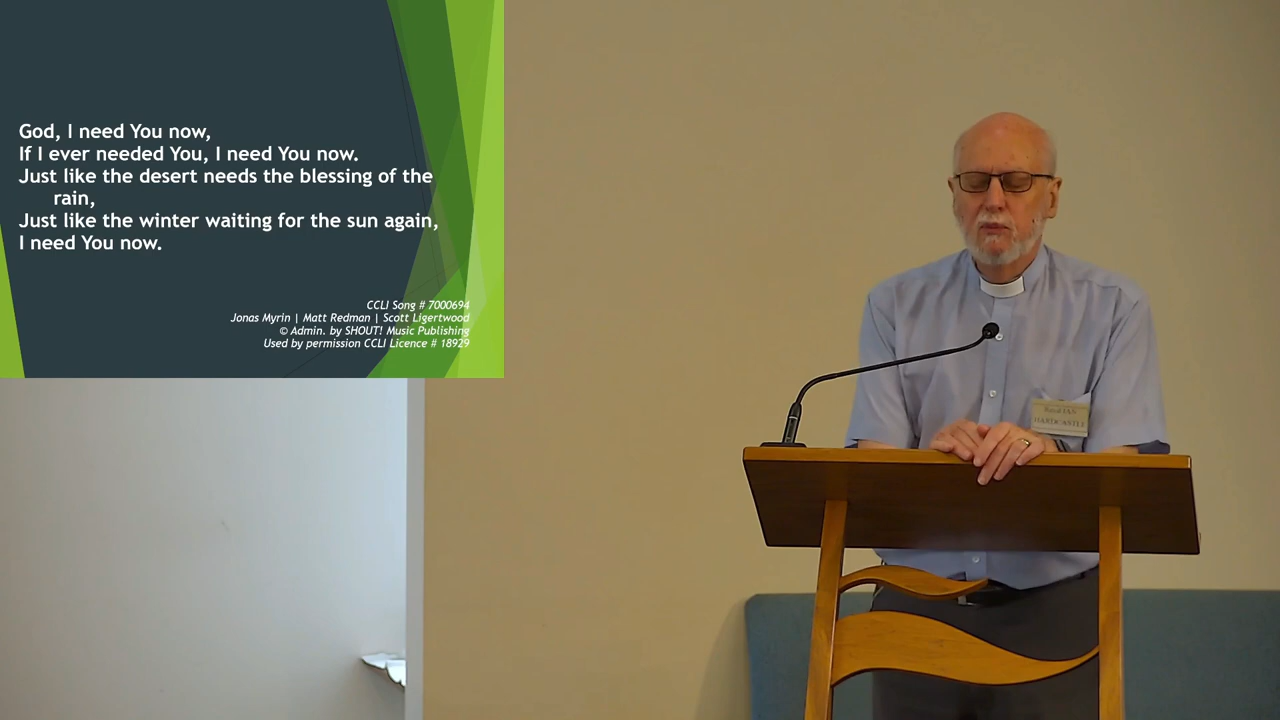 God, I need You now,
If I ever needed You, I need You now.
Just like the desert needs the blessing of the
rain,
Just like the winter waiting for the sun again,
I need You now.
CCLI Song # 7000694
Jonas Myrin | Matt Redman | Scott Ligertwood
© Admin. by SHOUT! Music Publishing
Used by permission CCLI Licence # 18929
IAN
HARDCASTLE